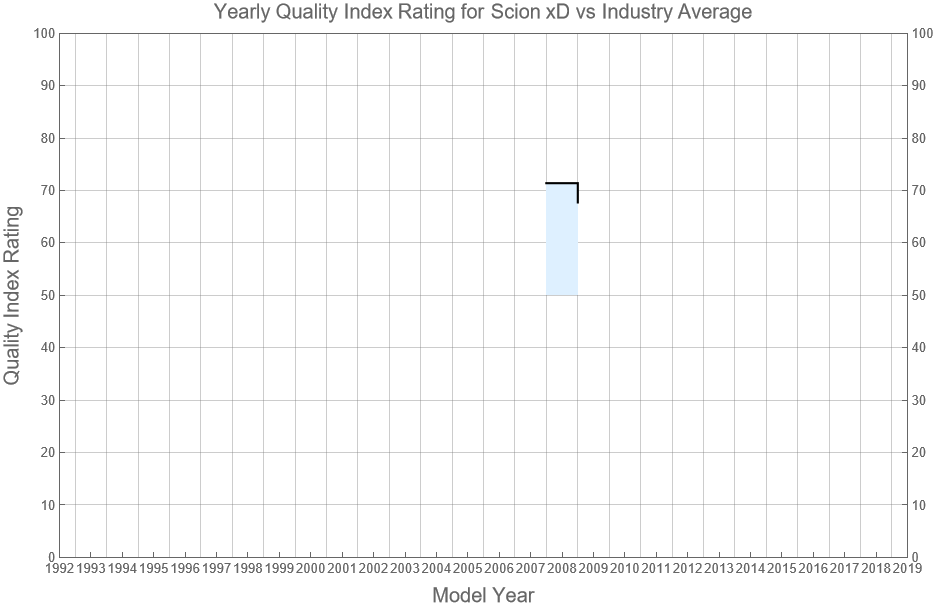 Yearly Quality Index Rating for Scion xD vs Industry Average
100 100
90 90
80 80
70 70
60 60
50 50
40 40
30 30
20 20
10 10
0 0
Quality Index Rating
1992 1993 1994 1995 1996 1997 1998 1999 2000 2001 2002 2003 2004 2005 2006 2007 2008 2009 2010 2011 2012 2013 2014 2015 2016 2017 2018 2019
Model Year